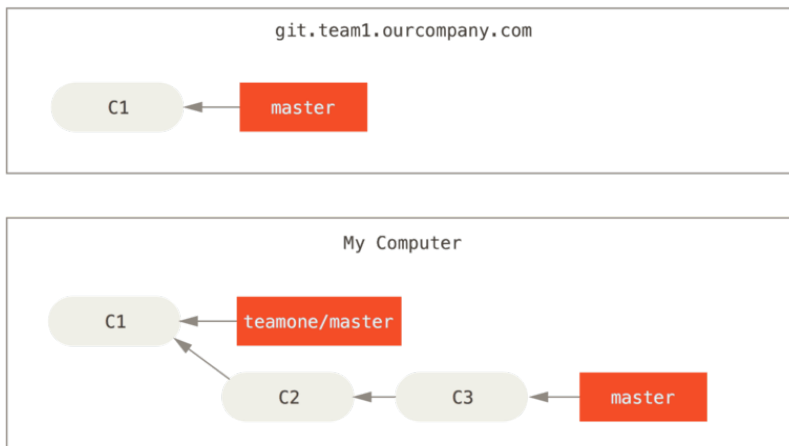 git.team1.ourcompany.com
C1 master
My Computer
C1 teamone/master
C2 C3 master